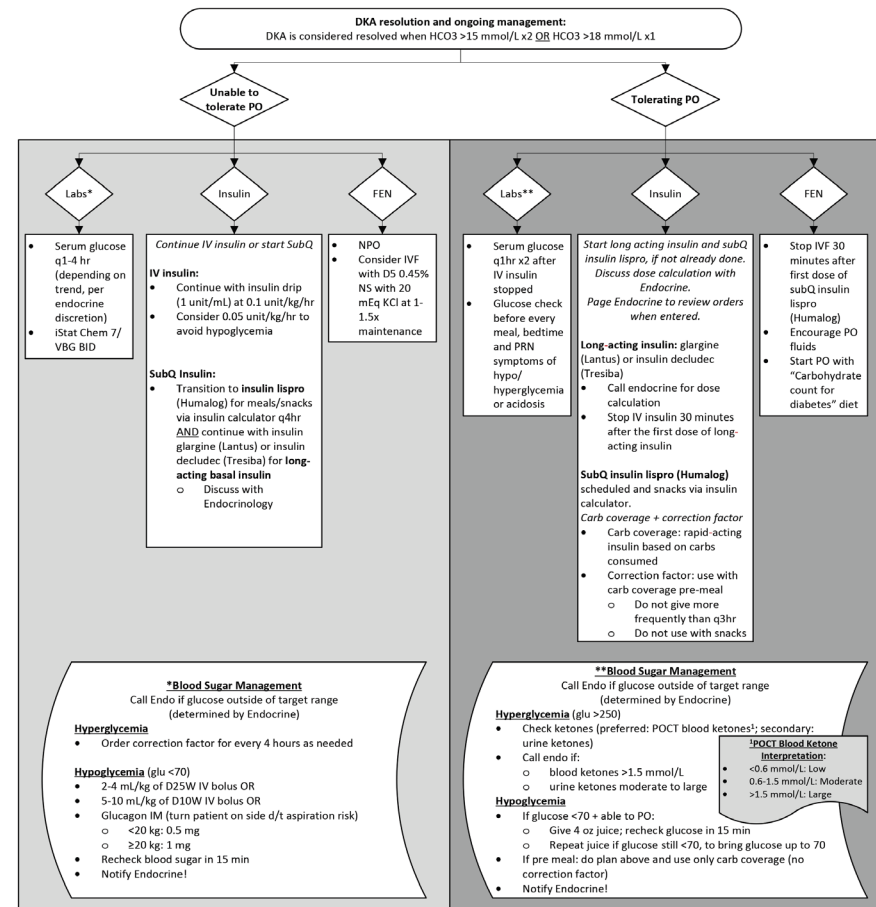 DKA resolution and ongoing management:
DKA is considered resolved when HCO3 >15 mmol/L x2 OR HCO3 >18 mmol/L x1
Unable to
tolerate PO
Tolerating PO
Labs*
Insulin
FEN
Labs**
Insulin
FEN
• Serum glucose
q1-4 hr
(depending on
trend, per
endocrine
discretion)
• iStat Chem 7/
VBG BID
Continue IV insulin or start SubQ
IV insulin:
• Continue with insulin drip
(1 unit/mL) at 0.1 unit/kg/hr
• Consider 0.05 unit/kg/hr to
avoid hypoglycemia
SubQ Insulin:
• Transition to insulin lispro
(Humalog) for meals/snacks
via insulin calculator q4hr
AND continue with insulin
glargine (Lantus) or insulin
decludec (Tresiba) for long-
acting basal insulin
o Discuss with
Endocrinology
• NPO
• Consider IVF
with D5 0.45%
NS with 20
mEq KCl at 1-
1.5x
maintenance
• Serum glucose
q1hr x2 after
IV insulin
stopped
• Glucose check
before every
meal, bedtime
and PRN
symptoms of
hypo/
hyperglycemia
or acidosis
Start long acting insulin and subQ
insulin lispro, if not already done.
Discuss dose calculation with
Endocrine.
Page Endocrine to review orders
when entered.
Long-acting insulin: glargine
(Lantus) or insulin decludec
(Tresiba)
• Call endocrine for dose
calculation
• Stop IV insulin 30 minutes
after the first dose of long-
acting insulin
SubQ insulin lispro (Humalog)
scheduled and snacks via insulin
calculator.
Carb coverage + correction factor
• Carb coverage: rapid-acting
insulin based on carbs
consumed
• Correction factor: use with
carb coverage pre-meal
o Do not give more
frequently than q3hr
o Do not use with snacks
• Stop IVF 30
minutes after
first dose of
subQ insulin
lispro
(Humalog)
• Encourage PO
fluids
• Start PO with
“Carbohydrate
count for
diabetes” diet
*Blood Sugar Management
Call Endo if glucose outside of target range
(determined by Endocrine)
Hyperglycemia
• Order correction factor for every 4 hours as needed
Hypoglycemia (glu <70)
• 2-4 mL/kg of D25W IV bolus OR
• 5-10 mL/kg of D10W IV bolus OR
• Glucagon IM (turn patient on side d/t aspiration risk)
o <20 kg: 0.5 mg
o ≥20 kg: 1 mg
• Recheck blood sugar in 15 min
• Notify Endocrine!
**Blood Sugar Management
Call Endo if glucose outside of target range
(determined by Endocrine)
Hyperglycemia (glu >250)
• Check ketones (preferred: POCT blood ketones1; secondary:
urine ketones)
• Call endo if:
o blood ketones >1.5 mmol/L
o urine ketones moderate to large
Hypoglycemia
• If glucose <70 + able to PO:
o Give 4 oz juice; recheck glucose in 15 min
o Repeat juice if glucose still <70, to bring glucose up to 70
• If pre meal: do plan above and use only carb coverage (no
correction factor)
• Notify Endocrine!
1POCT Blood Ketone
Interpretation:
• <0.6 mmol/L: Low
• 0.6-1.5 mmol/L: Moderate
• >1.5 mmol/L: Large